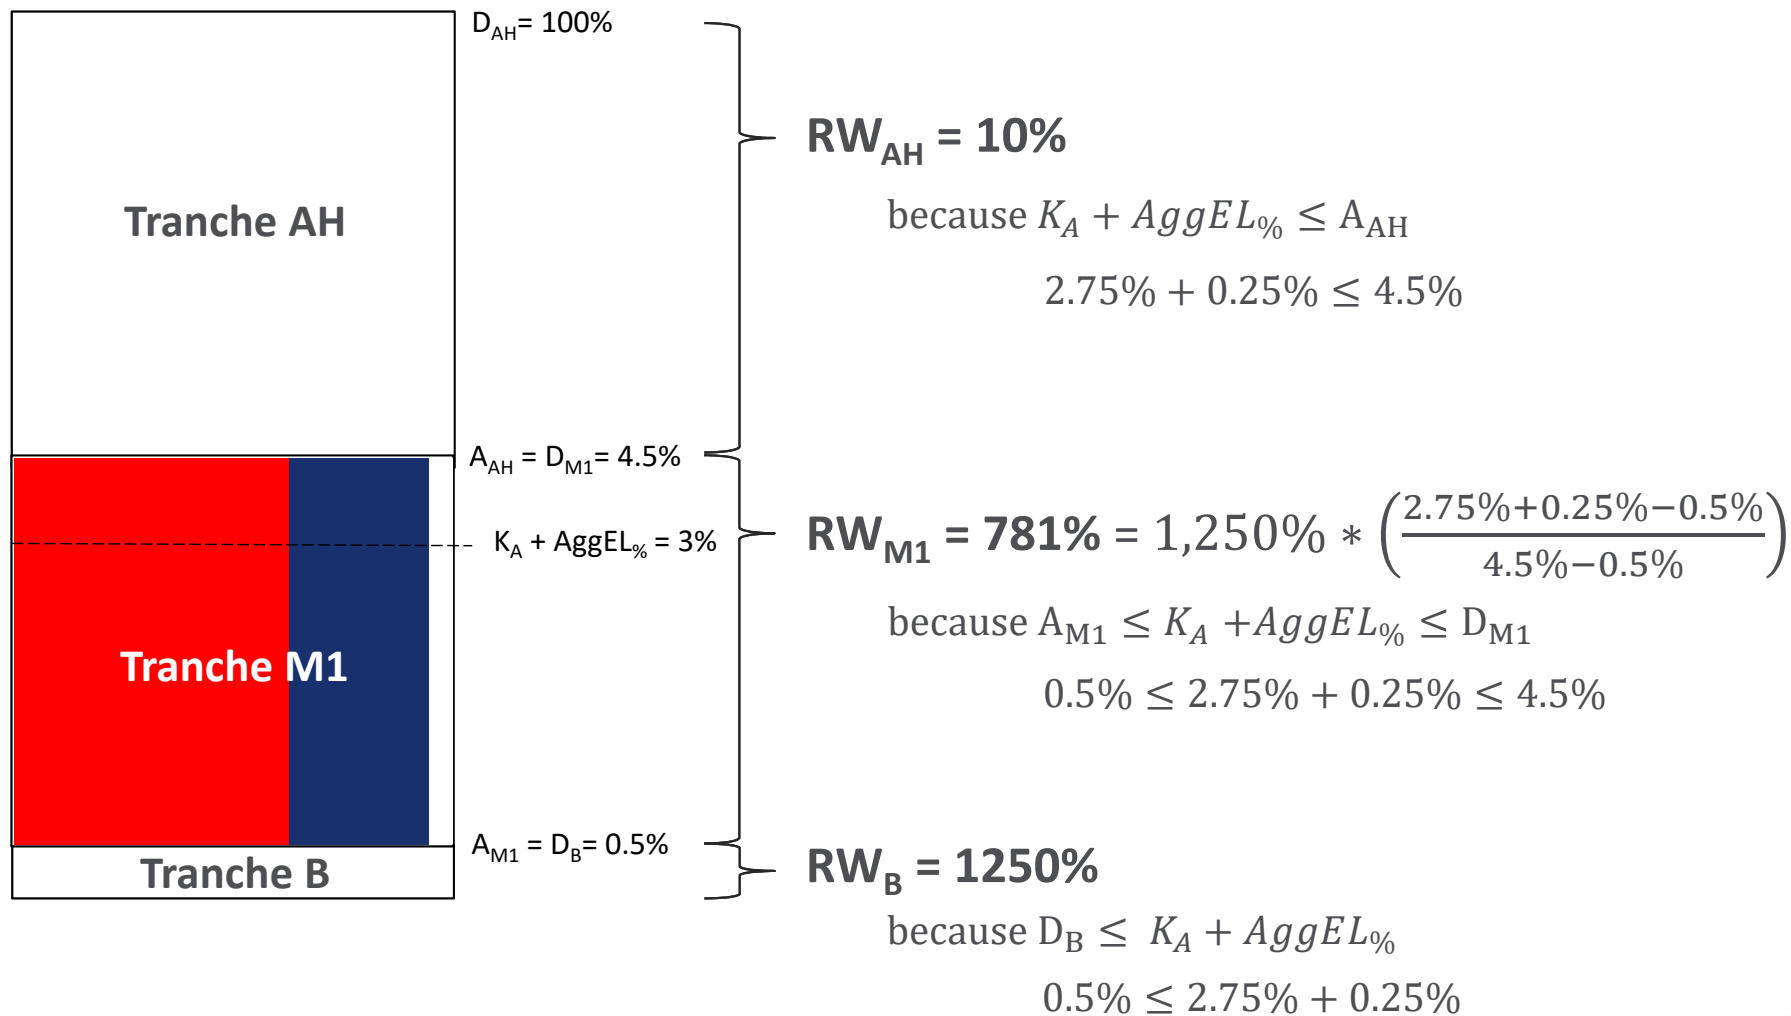 D_AH= 100%
RW_AH = 10%
Tranche AH
because K_A + AggEL_% ≤ A_AH
2.75% + 0.25% ≤ 4.5%
A_AH = D_M1= 4.5%
K_A + AggEL_% = 3%
RW_M1 = 781% = 1,250% * ((2.75%+0.25%−0.5%)/(4.5%−0.5%))
because A_M1 ≤ K_A +AggEL_% ≤ D_M1
Tranche M1
0.5% ≤ 2.75% + 0.25% ≤ 4.5%
A_M1 = D_B= 0.5%
Tranche B
RW_B = 1250%
because D_B ≤ K_A + AggEL_%
0.5% ≤ 2.75% + 0.25%